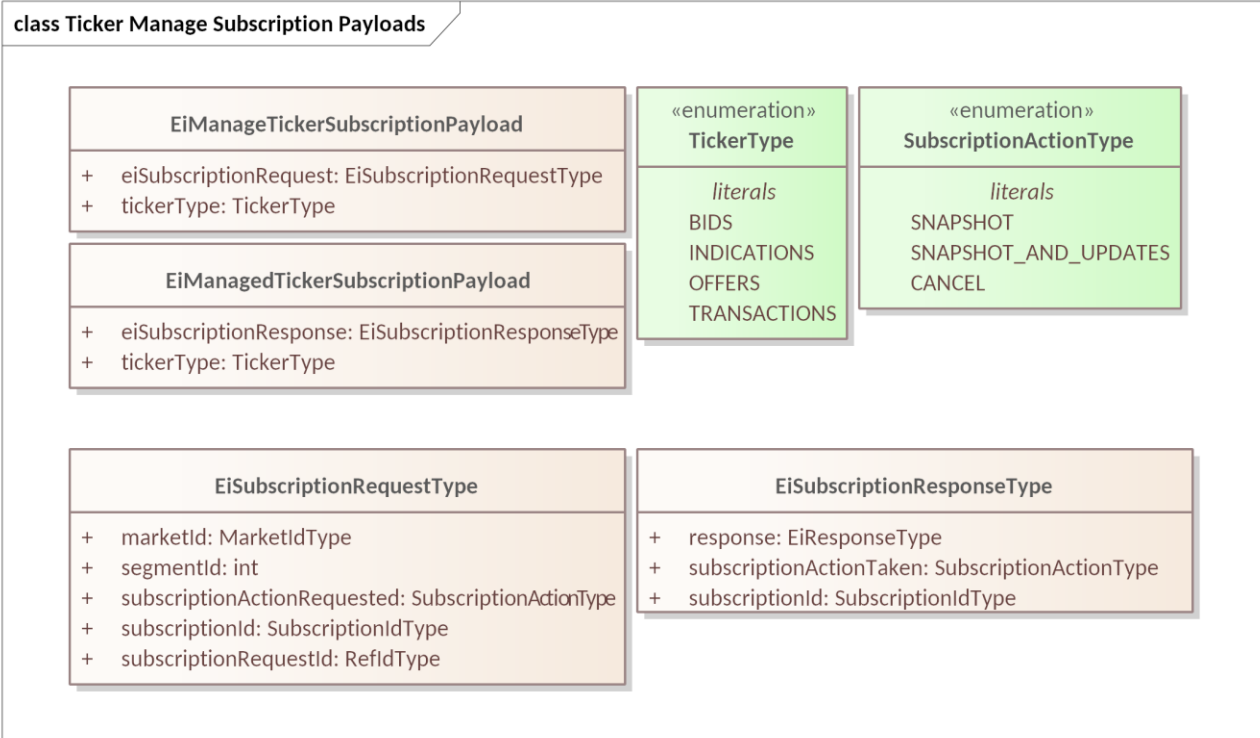 class Ticker Manage Subscription Payloads
EiManageTickerSubscriptionPayload
+ eiSubscriptionRequest: EiSubscriptionRequestType
+ tickerType: TickerType
EiManagedTickerSubscriptionPayload
+ eiSubscriptionResponse: EiSubscriptionResponseType
+ tickerType: TickerType
«enumeration»
TickerType
literals
BIDS
INDICATIONS
OFFERS
TRANSACTIONS
«enumeration»
SubscriptionActionType
literals
SNAPSHOT
SNAPSHOT_AND_UPDATES
CANCEL
EiSubscriptionRequestType
+ marketId: MarketIdType
+ segmentId: int
+ subscriptionActionRequested: SubscriptionActionType
+ subscriptionId: SubscriptionIdType
+ subscriptionRequestId: RefIdType
EiSubscriptionResponseType
+ response: EiResponseType
+ subscriptionActionTaken: SubscriptionActionType
+ subscriptionId: SubscriptionIdType